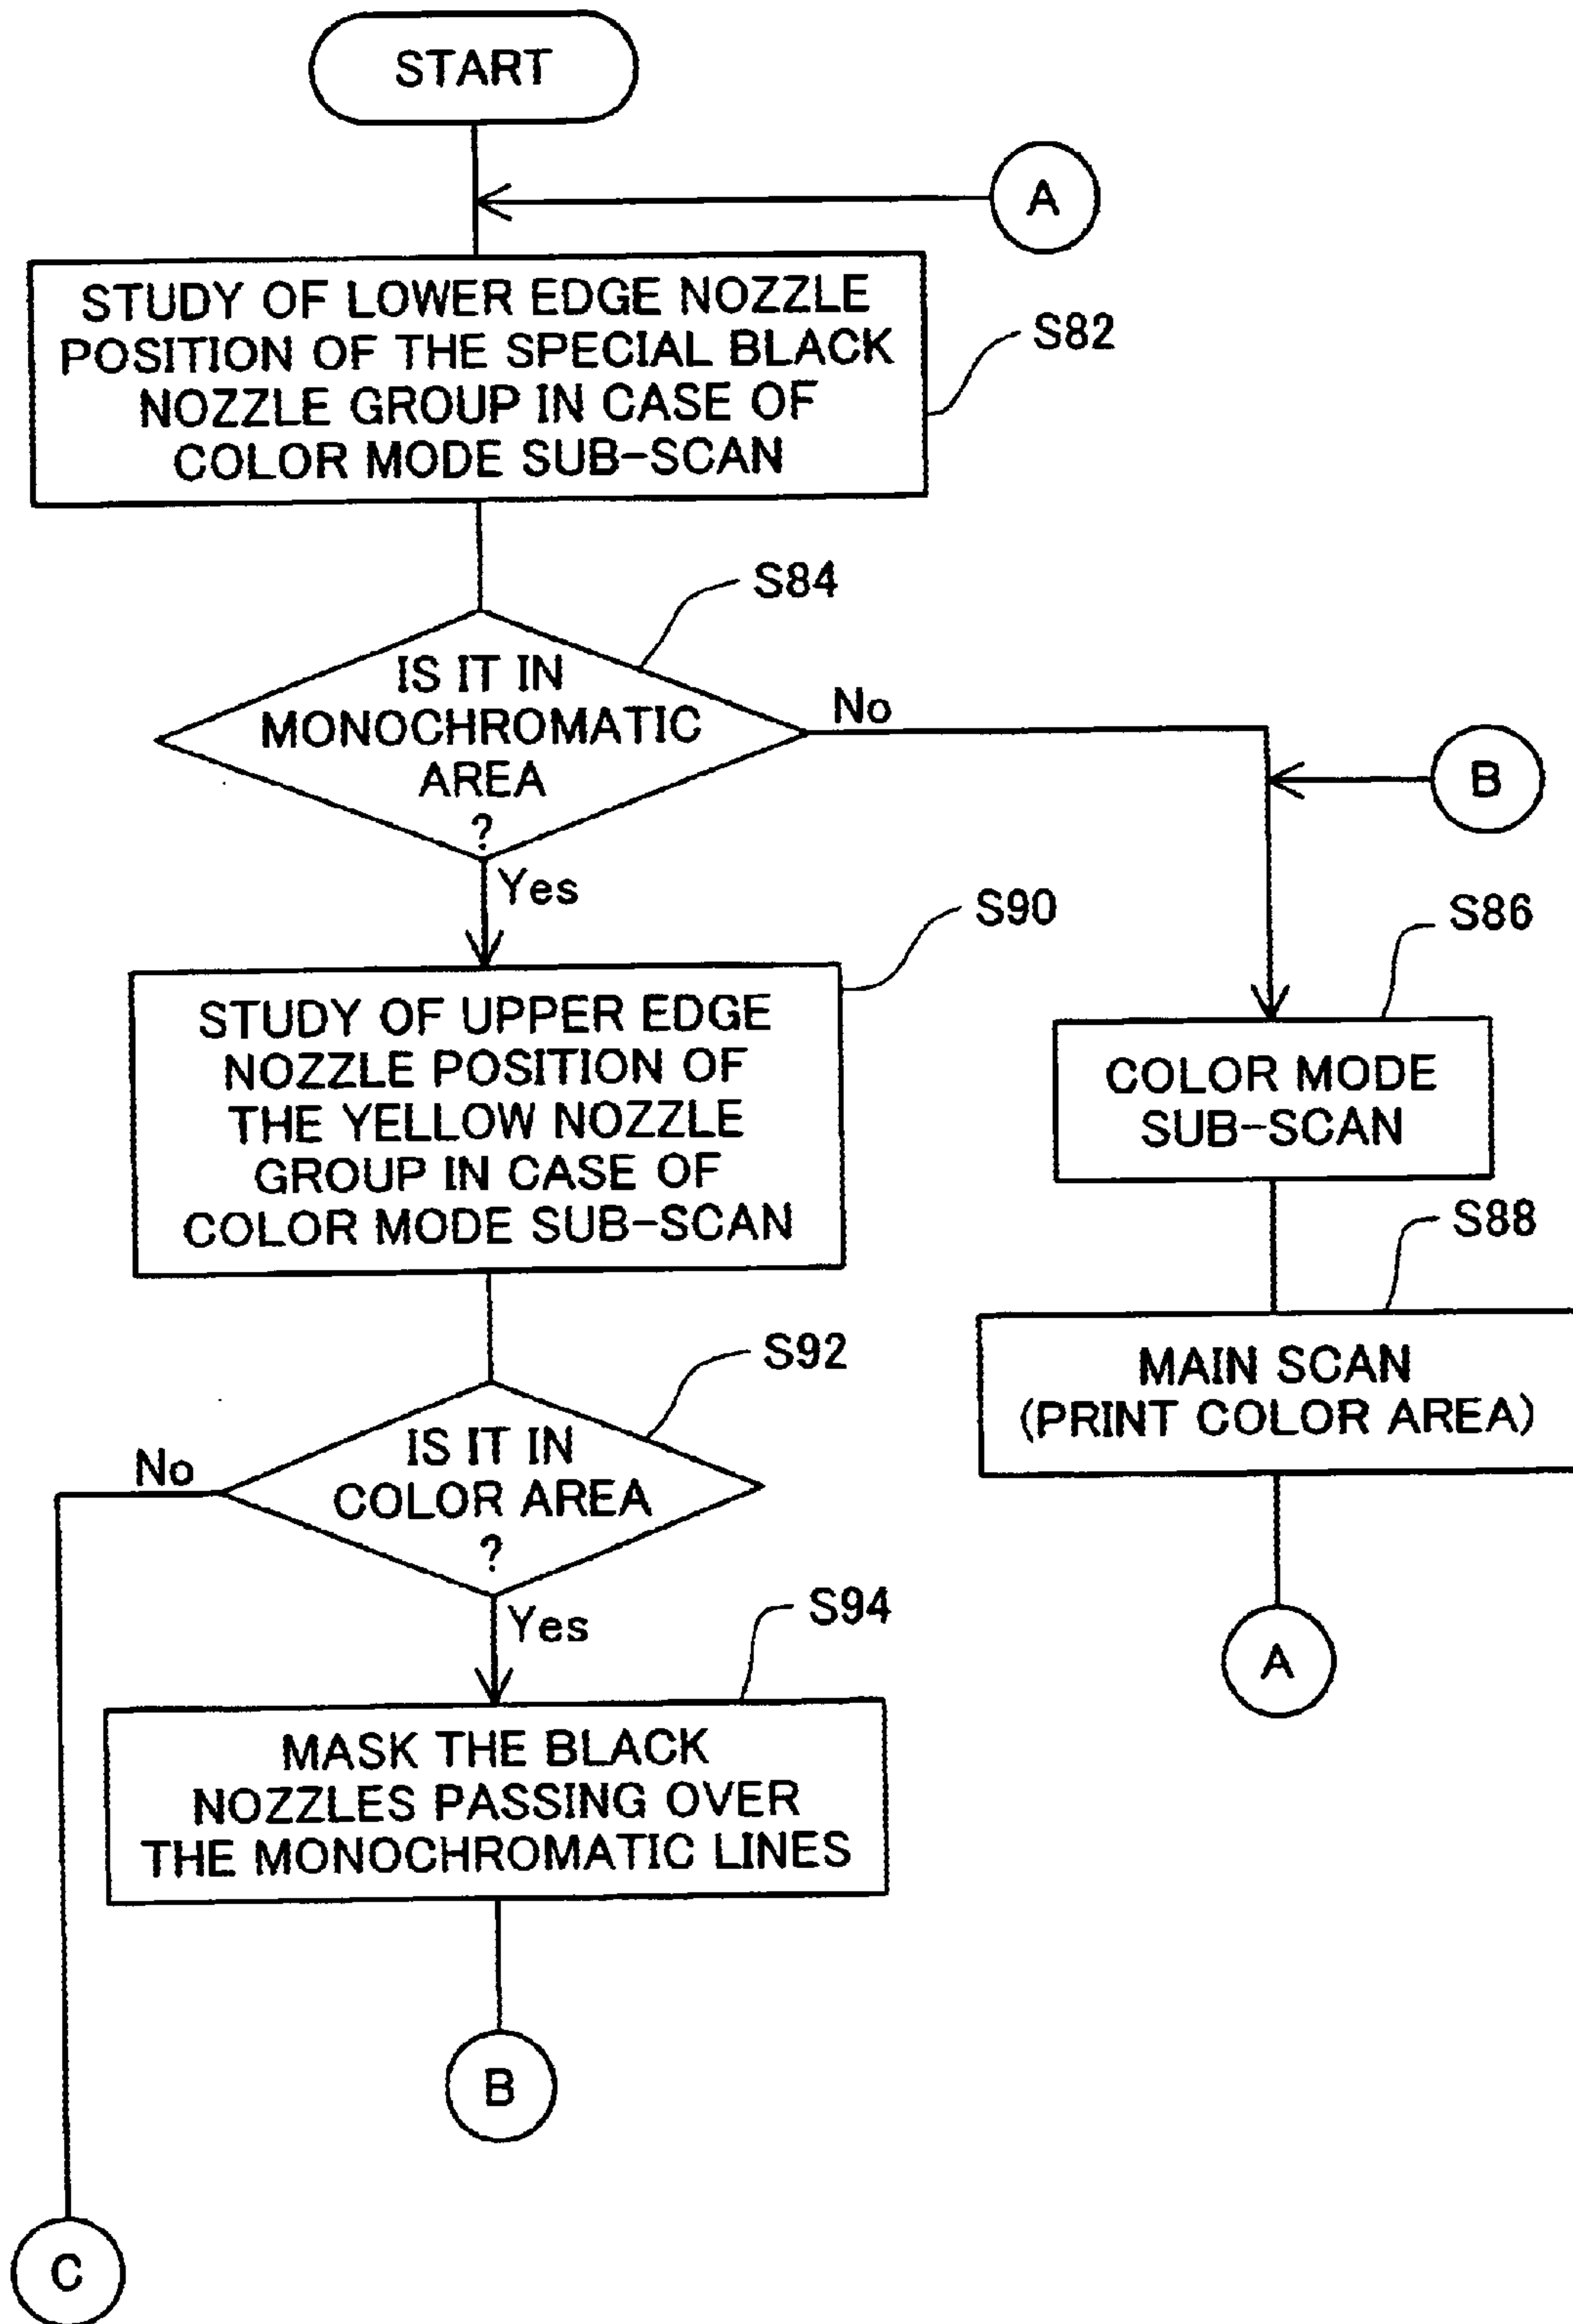 START
A
STUDY OF LOWER EDGE NOZZLE
POSITION OF THE SPECIAL BLACK
NOZZLE GROUP IN CASE OF
COLOR MODE SUB-SCAN
S82
S84
IS IT IN
MONOCHROMATIC
AREA
?
No
B
Yes
S90
S86
STUDY OF UPPER EDGE
NOZZLE POSITION OF
THE YELLOW NOZZLE
GROUP IN CASE OF
COLOR MODE SUB-SCAN
COLOR MODE
SUB-SCAN
S88
MAIN SCAN
(PRINT COLOR AREA)
A
S92
IS IT IN
COLOR AREA
?
No
Yes
S94
MASK THE BLACK
NOZZLES PASSING OVER
THE MONOCHROMATIC LINES
B
C